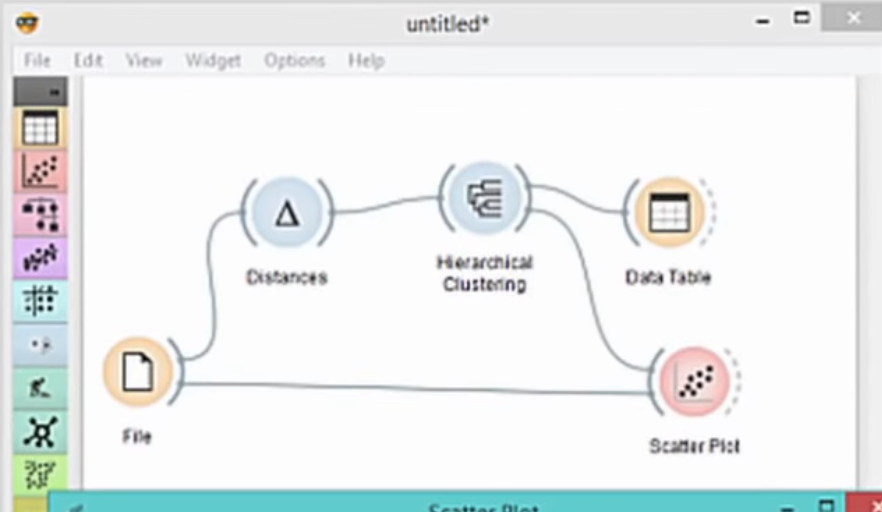 untitled*
File Edit View Widget Options Help
Δ
Distances
Hierarchical
Clustering
Data Table
File
Scatter Plot
Scatter Plot